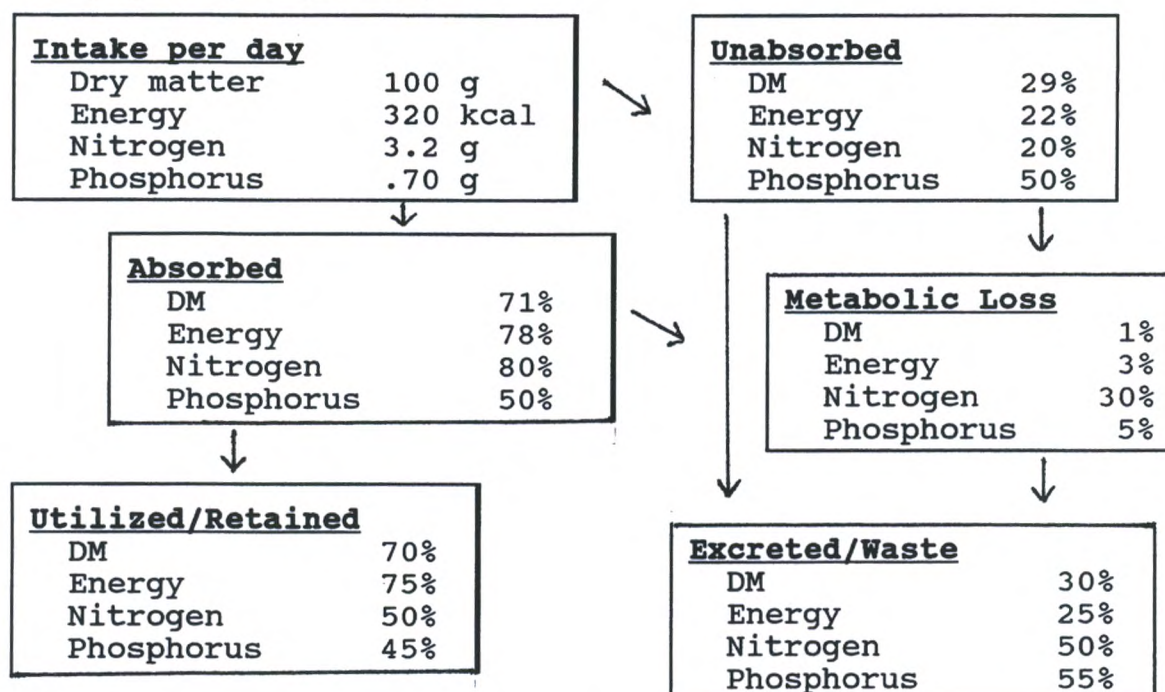 Intake per day
Dry matter 100 g
Energy 320 kcal
Nitrogen 3.2 g
Phosphorus .70 g
Unabsorbed
DM 29%
Energy 22%
Nitrogen 20%
Phosphorus 50%
Absorbed
DM 71%
Energy 78%
Nitrogen 80%
Phosphorus 50%
Metabolic Loss
DM 1%
Energy 3%
Nitrogen 30%
Phosphorus 5%
Utilized/Retained
DM 70%
Energy 75%
Nitrogen 50%
Phosphorus 45%
Excreted/Waste
DM 30%
Energy 25%
Nitrogen 50%
Phosphorus 55%